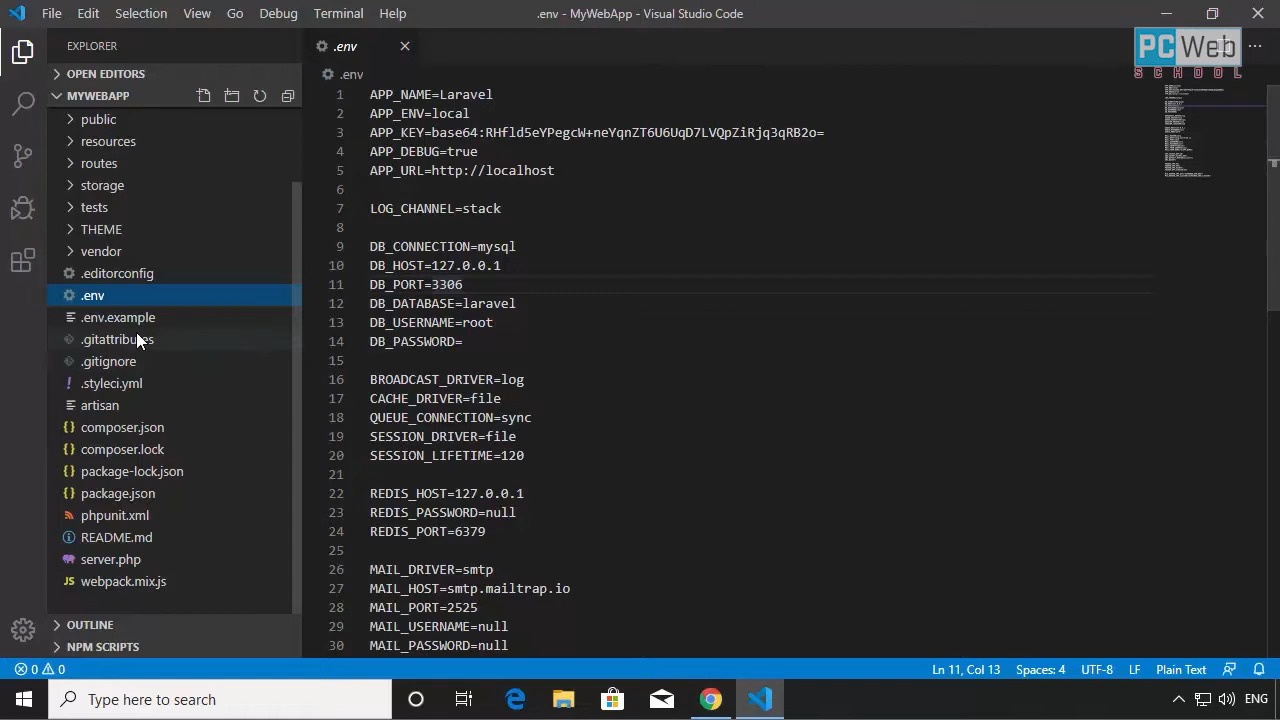 File Edit Selection View Go Debug Terminal Help
.env - MyWebApp - Visual Studio Code
PCWeb
SCHOOL
EXPLORER
OPEN EDITORS
MYWEBAPP
public
resources
routes
storage
tests
THEME
vendor
.editorconfig
.env
.env.example
.gitattributes
.gitignore
.styleci.yml
artisan
composer.json
composer.lock
package-lock.json
package.json
phpunit.xml
README.md
server.php
webpack.mix.js
OUTLINE
NPM SCRIPTS
.env
.env
1 APP_NAME=Laravel
2 APP_ENV=local
3 APP_KEY=base64:RHfld5eYPegcW+neYqnZT6U6UqD7LVQpZiRjq3qRB2o=
4 APP_DEBUG=true
5 APP_URL=http://localhost
6
7 LOG_CHANNEL=stack
8
9 DB_CONNECTION=mysql
10 DB_HOST=127.0.0.1
11 DB_PORT=3306
12 DB_DATABASE=laravel
13 DB_USERNAME=root
14 DB_PASSWORD=
15
16 BROADCAST_DRIVER=log
17 CACHE_DRIVER=file
18 QUEUE_CONNECTION=sync
19 SESSION_DRIVER=file
20 SESSION_LIFETIME=120
21
22 REDIS_HOST=127.0.0.1
23 REDIS_PASSWORD=null
24 REDIS_PORT=6379
25
26 MAIL_DRIVER=smtp
27 MAIL_HOST=smtp.mailtrap.io
28 MAIL_PORT=2525
29 MAIL_USERNAME=null
30 MAIL_PASSWORD=null
0 0
Ln 11, Col 13 Spaces: 4 UTF-8 LF Plain Text
Type here to search
ENG